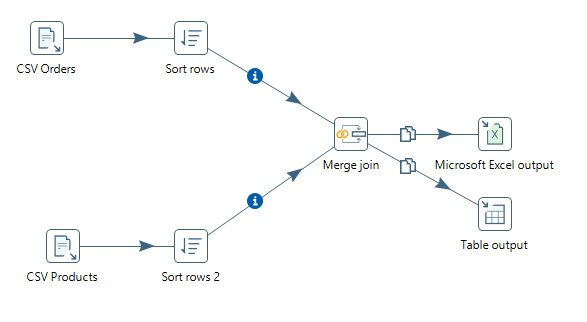 CSV Orders
Sort rows
Merge join
Microsoft Excel output
Table output
CSV Products
Sort rows 2